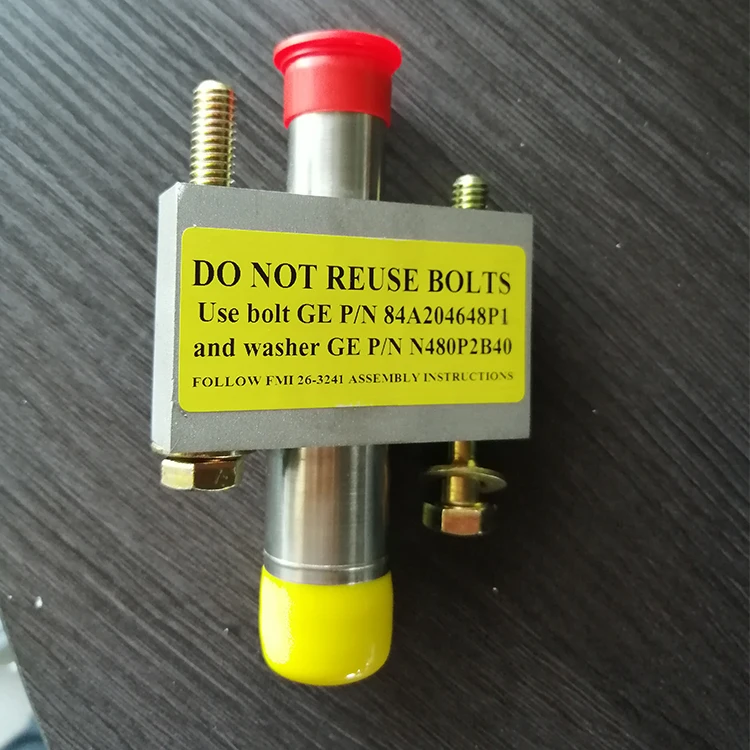 DO NOT REUSE BOLTS
Use bolt GE P/N 84A204648P1
and washer GE P/N N480P2B40
FOLLOW FMI 26-3241 ASSEMBLY INSTRUCTIONS